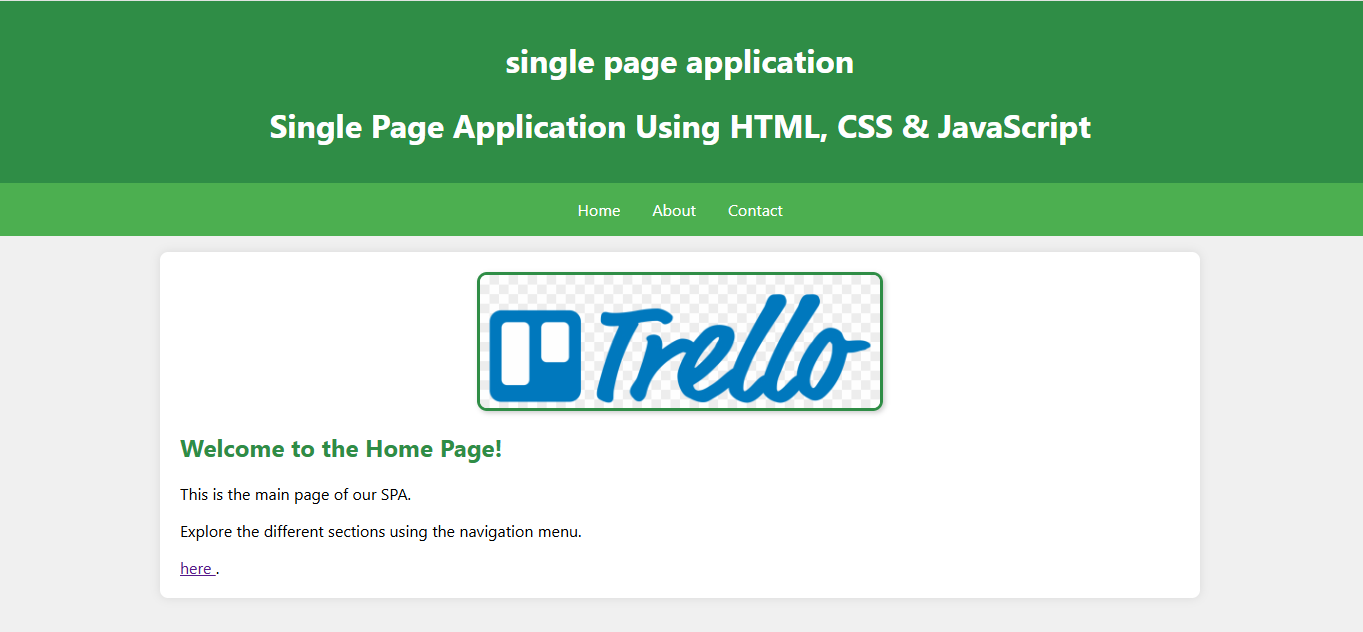 single page application
Single Page Application Using HTML, CSS & JavaScript
Home About Contact
Trello
Welcome to the Home Page!
This is the main page of our SPA.
Explore the different sections using the navigation menu.
here .